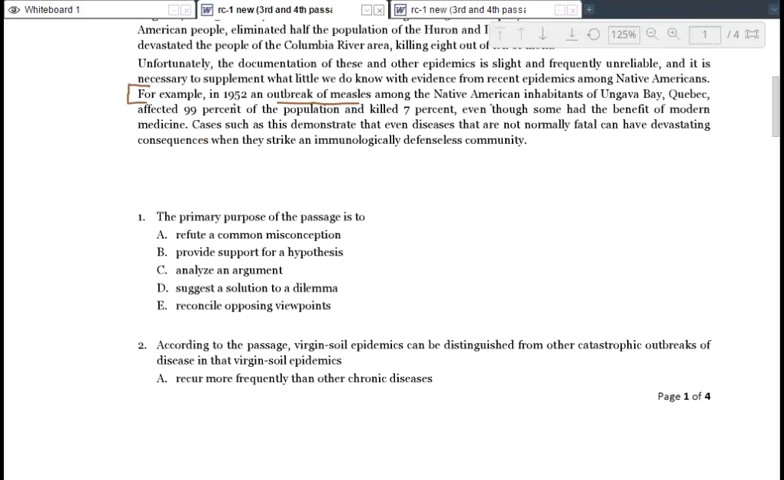 Whiteboard 1
rc-1 new (3rd and 4th passa
rc-1 new (3rd and 4th passa
125%
1
/ 4
American people, eliminated half the population of the Huron and I
devastated the people of the Columbia River area, killing eight out of
Unfortunately, the documentation of these and other epidemics is slight and frequently unreliable, and it is
necessary to supplement what little we do know with evidence from recent epidemics among Native Americans.
For example, in 1952 an outbreak of measles among the Native American inhabitants of Ungava Bay, Quebec,
affected 99 percent of the population and killed 7 percent, even though some had the benefit of modern
medicine. Cases such as this demonstrate that even diseases that are not normally fatal can have devastating
consequences when they strike an immunologically defenseless community.
1. The primary purpose of the passage is to
A. refute a common misconception
B. provide support for a hypothesis
C. analyze an argument
D. suggest a solution to a dilemma
E. reconcile opposing viewpoints
2. According to the passage, virgin-soil epidemics can be distinguished from other catastrophic outbreaks of
disease in that virgin-soil epidemics
A. recur more frequently than other chronic diseases
Page 1 of 4